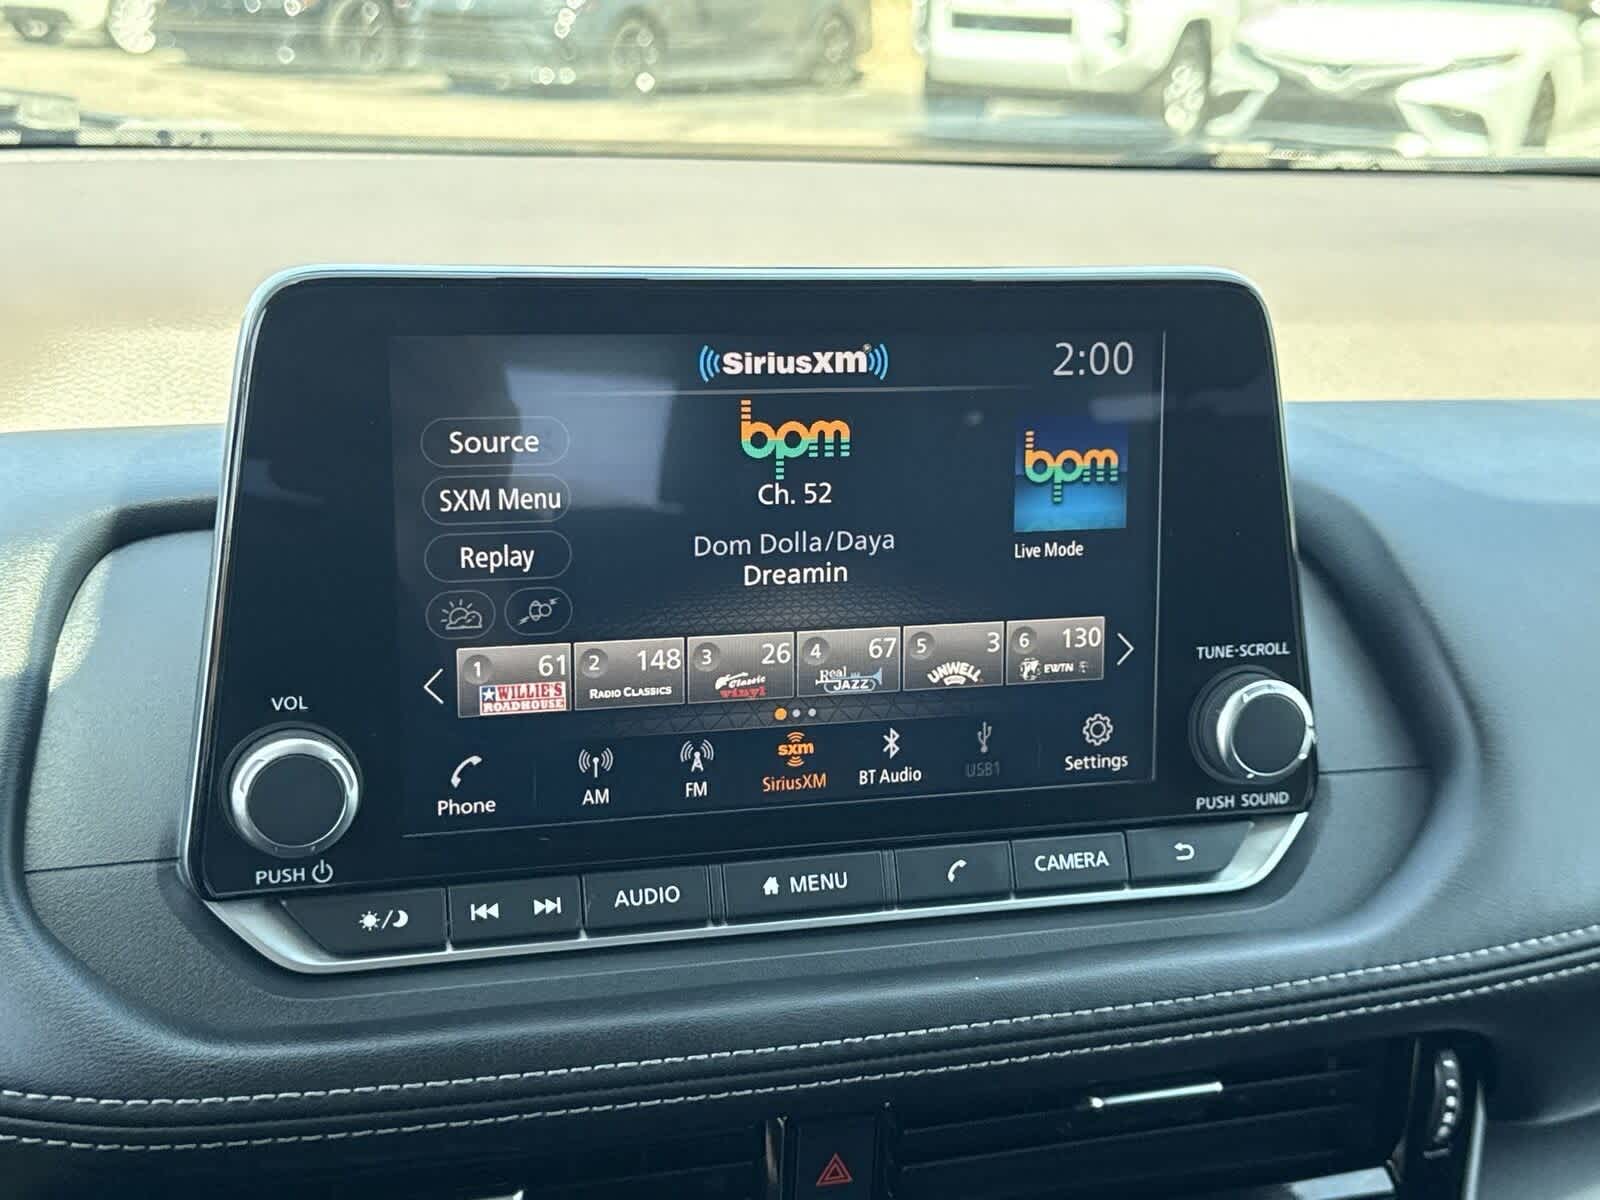 SiriusXM
2:00
Source
SXM Menu
Replay
bpm
Ch. 52
Dom Dolla/Daya
Dreamin
bpm
Live Mode
1 61
WILLIE'S
ROADHOUSE
2 148
RADIO CLASSICS
3 26
Classic
vinyl
4 67
Real
JAZZ
5 3
UNWELL
6 130
EWTN
Phone
AM
FM
sxm
SiriusXM
BT Audio
USB1
Settings
VOL
PUSH
TUNE·SCROLL
PUSH SOUND
AUDIO
MENU
CAMERA